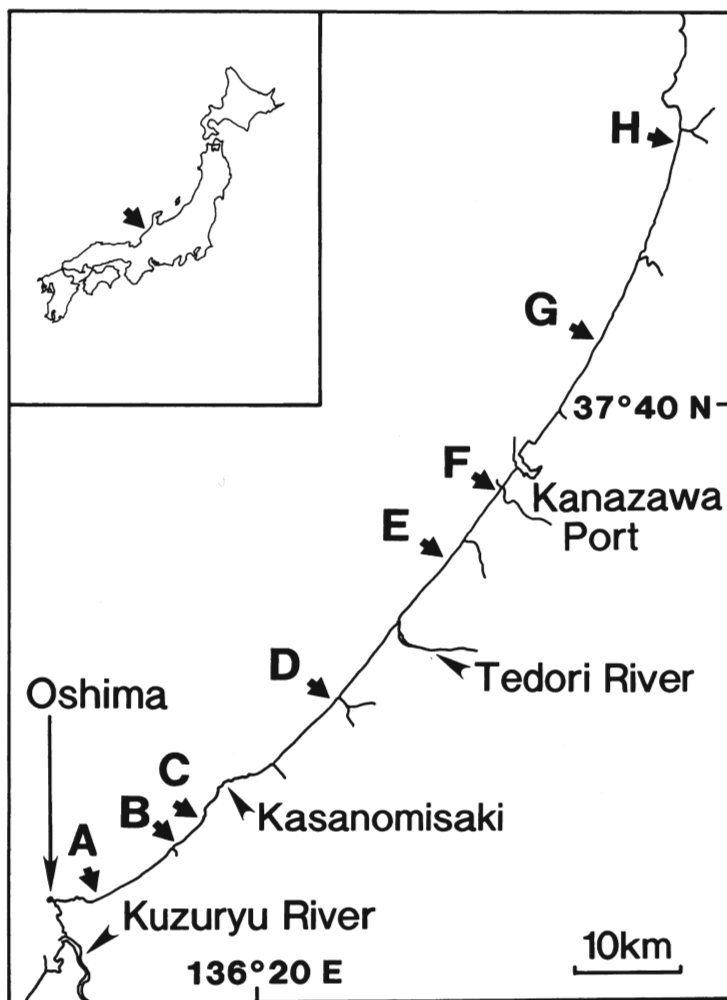 H
G
37°40 N
F
Kanazawa
Port
E
Tedori River
D
Oshima
C
Kasanomisaki
B
A
Kuzuryu River
10km
136°20 E